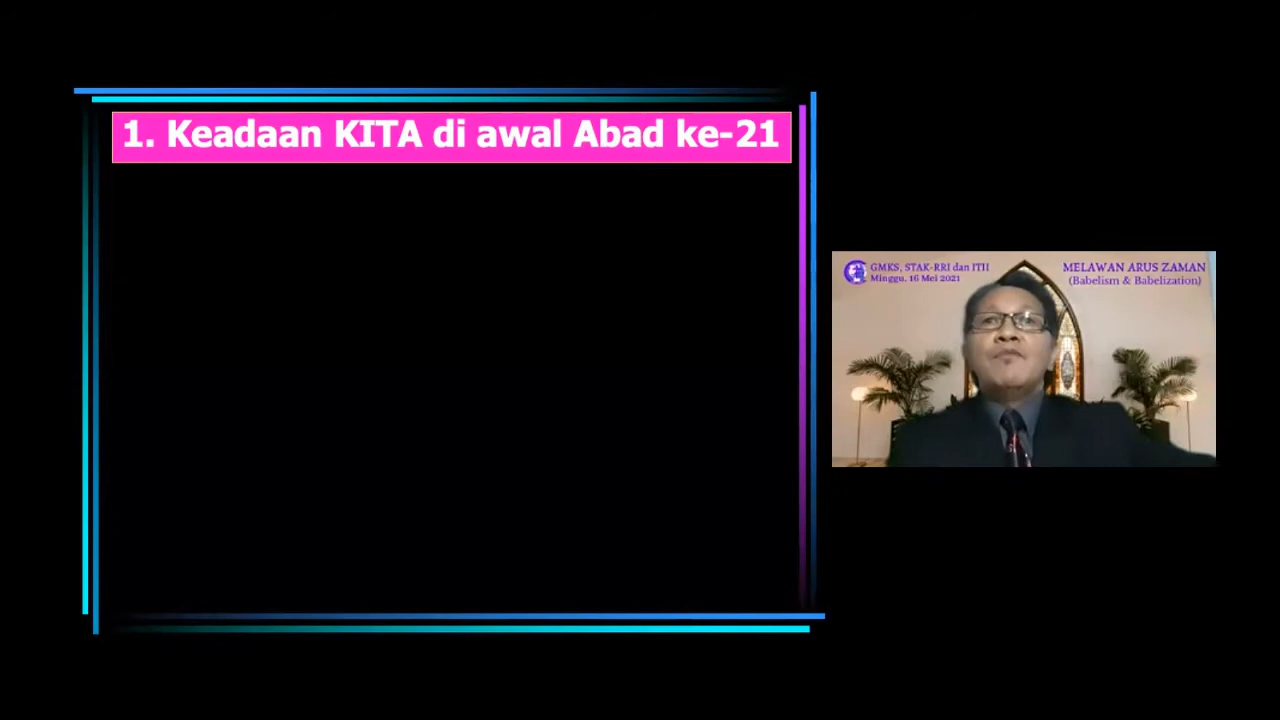 1. Keadaan KITA di awal Abad ke-21
GMKS, STAK-RRI dan ITH
Minggu, 16 Mei 2021
MELAWAN ARUS ZAMAN
(Babelism & Babelization)